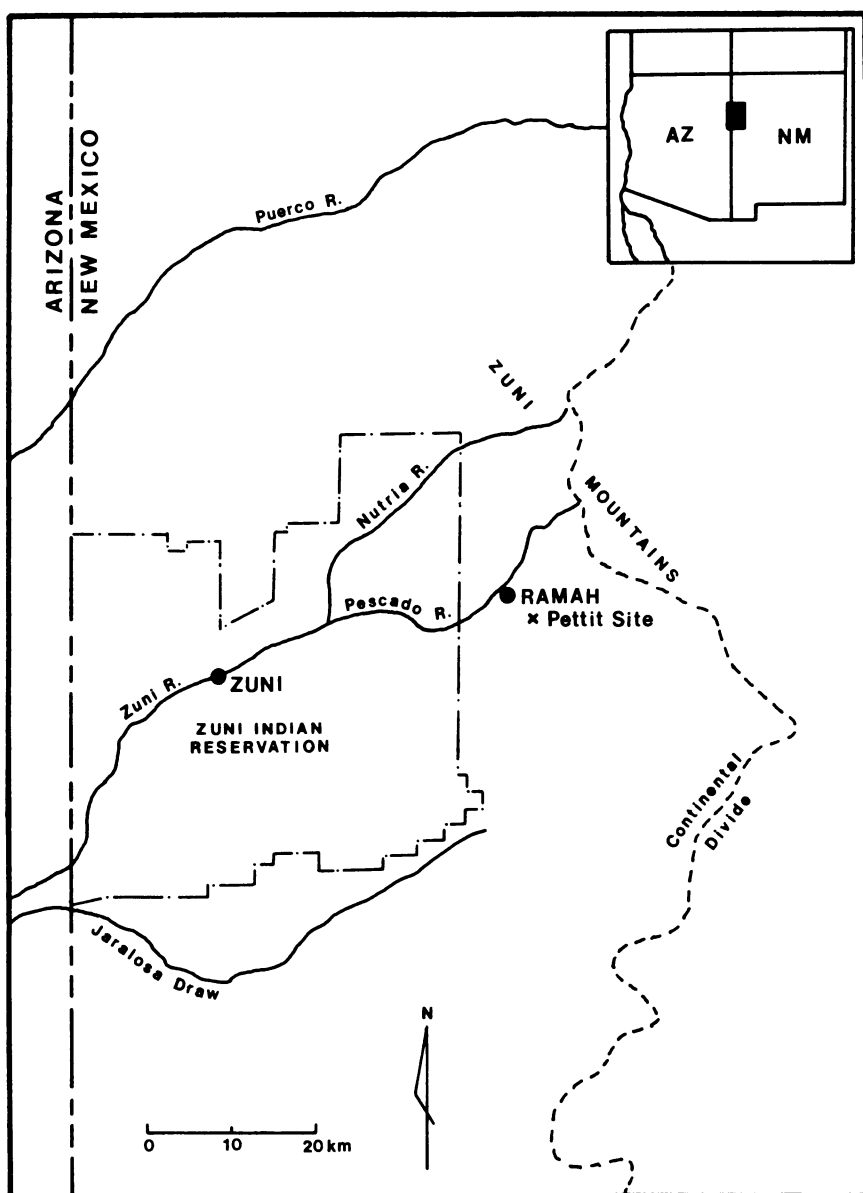 AZ
NM
ARIZONA
NEW MEXICO
Puerco R.
ZUNI
MOUNTAINS
Nutria R.
Pescado R.
RAMAH
× Pettit Site
Zuni R.
ZUNI
ZUNI INDIAN
RESERVATION
Continental
Divide
Jaralosa Draw
N
0 10 20 km